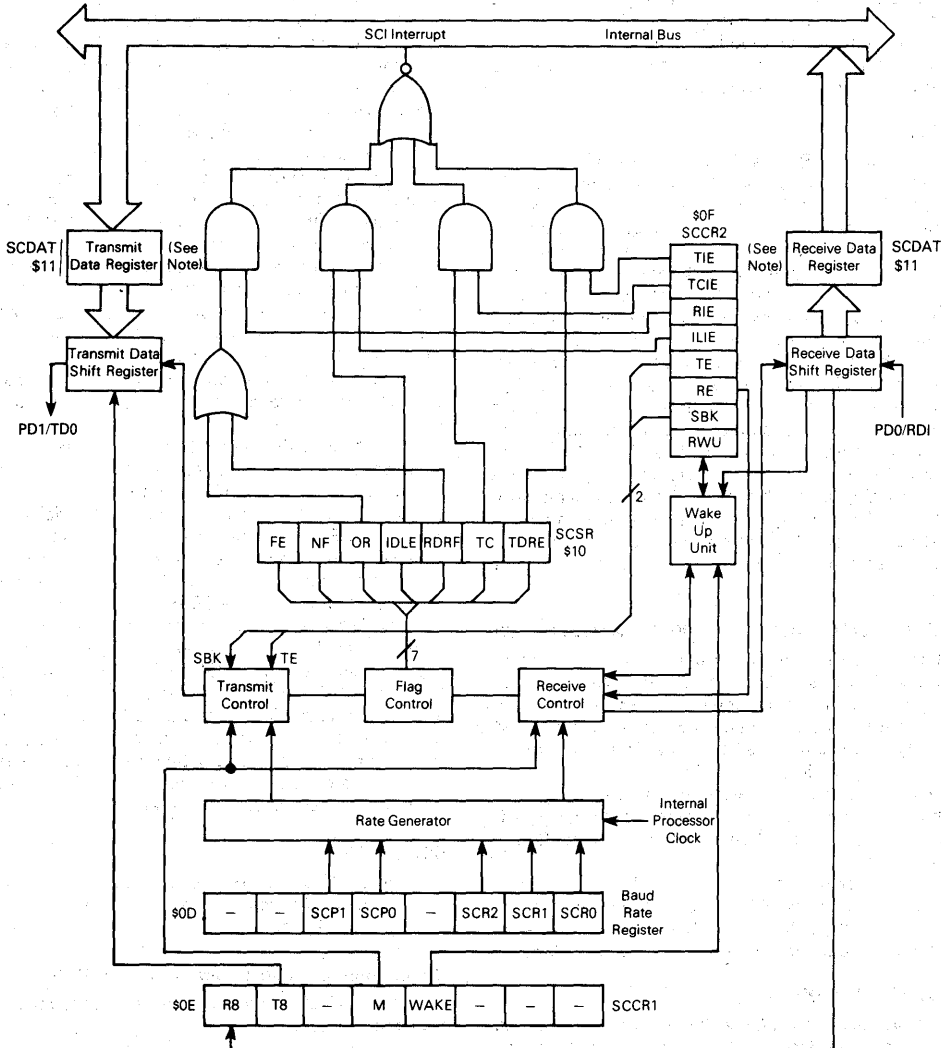 SCI Interrupt
Internal Bus
SCDAT
$11
Transmit
Data Register
(See
Note)
$0F
SCCR2
TIE
TCIE
RIE
ILIE
TE
RE
SBK
RWU
(See
Note)
Receive Data
Register
SCDAT
$11
Transmit Data
Shift Register
Receive Data
Shift Register
PD1/TD0
PD0/RDI
2
Wake
Up
Unit
FE NF OR IDLE RDRF TC TDRE
SCSR
$10
7
SBK TE
Transmit
Control
Flag
Control
Receive
Control
Rate Generator
Internal
Processor
Clock
$0D – – SCP1 SCP0 – SCR2 SCR1 SCR0
Baud
Rate
Register
$0E R8 T8 – M WAKE – – – SCCR1